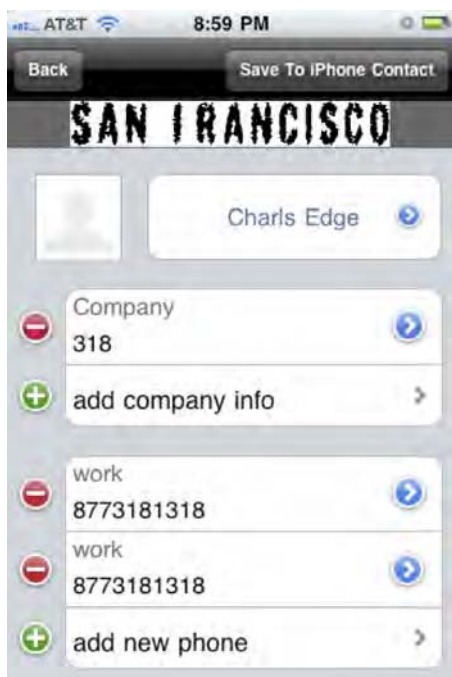 AT&T 8:59 PM
Back Save To iPhone Contact
SAN FRANCISCO
Charls Edge
Company
318
add company info
work
8773181318
work
8773181318
add new phone